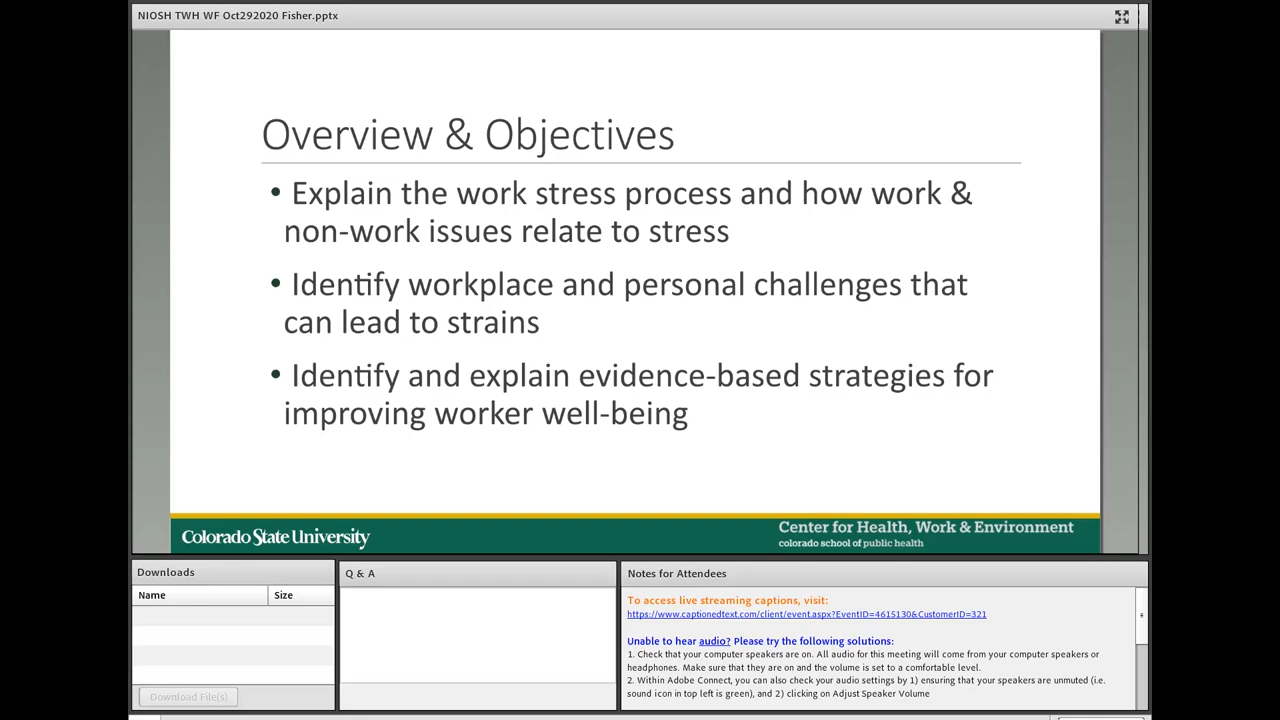 NIOSH TWH WF Oct292020 Fisher.pptx
Overview & Objectives
• Explain the work stress process and how work &
non-work issues relate to stress
• Identify workplace and personal challenges that
can lead to strains
• Identify and explain evidence-based strategies for
improving worker well-being
Colorado State University
Center for Health, Work & Environment
colorado school of public health
Downloads
Name Size
Download File(s)
Q & A
Notes for Attendees
To access live streaming captions, visit:
https://www.captionedtext.com/client/event.aspx?EventID=4615130&CustomerID=321
Unable to hear audio? Please try the following solutions:
1. Check that your computer speakers are on. All audio for this meeting will come from your computer speakers or
headphones. Make sure that they are on and the volume is set to a comfortable level.
2. Within Adobe Connect, you can also check your audio settings by 1) ensuring that your speakers are unmuted (i.e.
sound icon in top left is green), and 2) clicking on Adjust Speaker Volume